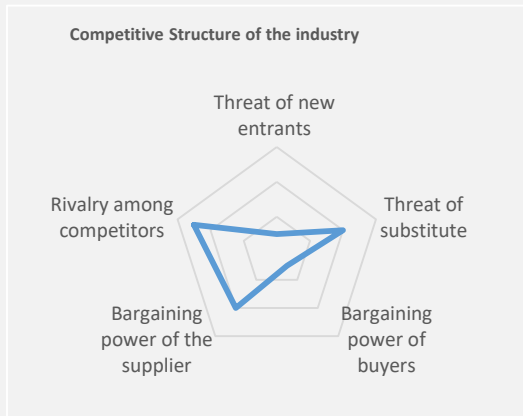 Competitive Structure of the industry
Threat of new
entrants
Rivalry among
competitors
Threat of
substitute
Bargaining
power of the
supplier
Bargaining
power of
buyers